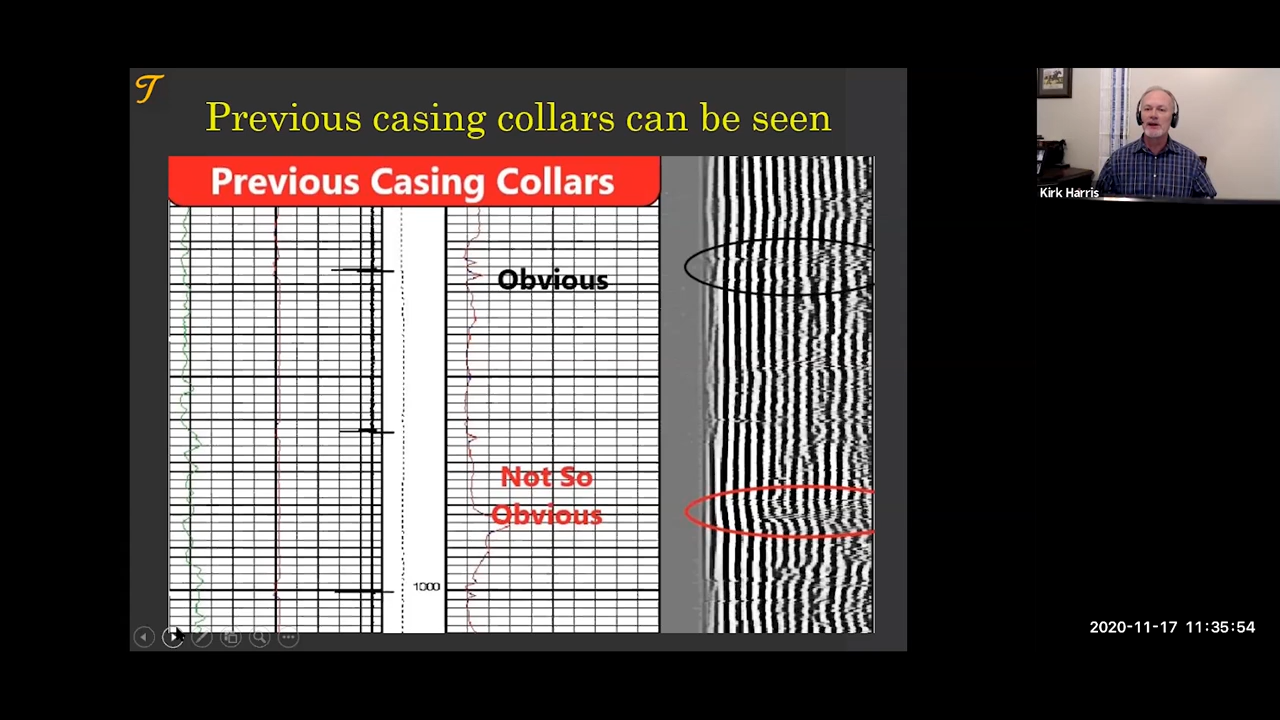 T
Previous casing collars can be seen
Previous Casing Collars
Obvious
Not So
Obvious
1000
Kirk Harris
2020-11-17 11:35:54